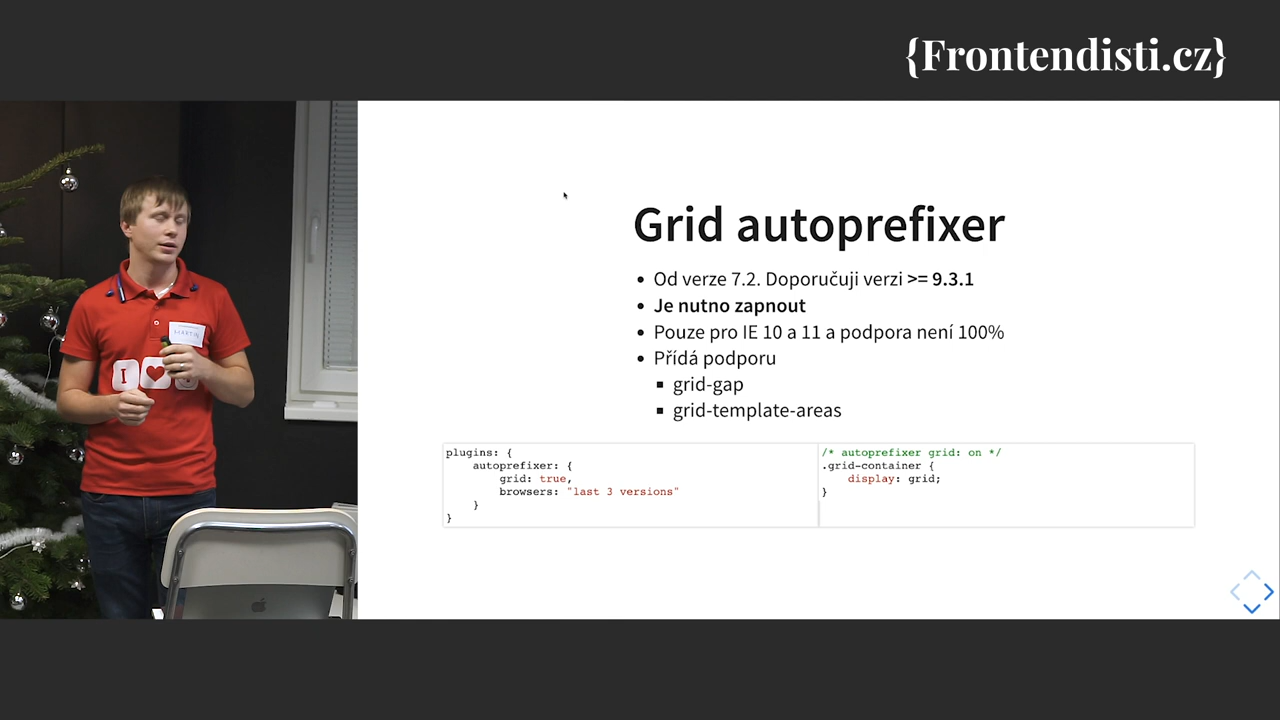 {Frontendisti.cz}
Grid autoprefixer
Od verze 7.2. Doporučuji verzi >= 9.3.1
Je nutno zapnout
Pouze pro IE 10 a 11 a podpora není 100%
Přídá podporu
grid-gap
grid-template-areas
plugins: {
autoprefixer: {
grid: true,
browsers: "last 3 versions"
}
}
/* autoprefixer grid: on */
.grid-container {
display: grid;
}
MARTIN
I